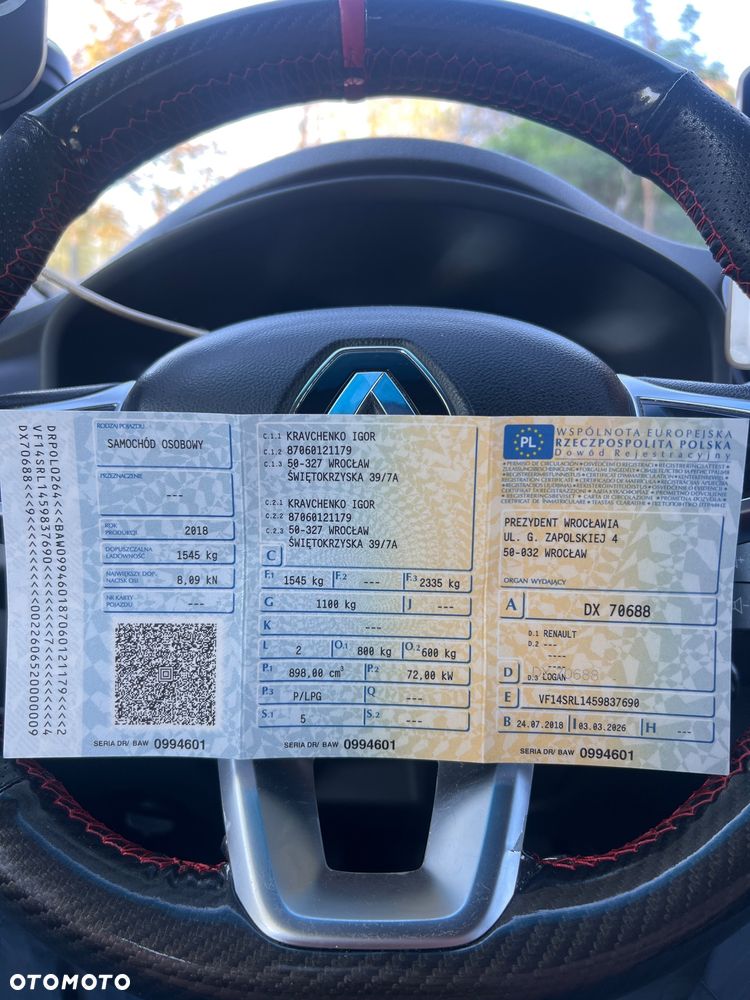 DRPOL0264<<BAW099460187060121179<<2
VF14SRL1459837690<<<<<<<<7<<<<<<<<4
DX70688<<9<<<<<<<<0022606520000009
RODZAJ POJAZDU
SAMOCHÓD OSOBOWY
PRZEZNACZENIE
---
ROK PRODUKCJI 2018
DOPUSZCZALNA ŁADOWNOŚĆ 1545 kg
NAJWIĘKSZY DOP. NACISK OSI 8,09 kN
NR KARTY POJAZDU ---
SERIA DR/ BAW 0994601
C.1.1 KRAVCHENKO IGOR
C.1.2 87060121179
C.1.3 50-327 WROCŁAW
ŚWIĘTOKRZYSKA 39/7A
C.2.1 KRAVCHENKO IGOR
C.2.2 87060121179
C.2.3 50-327 WROCŁAW
ŚWIĘTOKRZYSKA 39/7A
C
F.1 1545 kg F.2 --- F.3 2335 kg
G 1100 kg J ---
K ---
L 2 O.1 800 kg O.2 600 kg
P.1 898,00 cm³ P.2 72,00 kW
P.3 P/LPG Q ---
S.1 5 S.2 ---
SERIA DR/ BAW 0994601
PL
WSPÓLNOTA EUROPEJSKA
RZECZPOSPOLITA POLSKA
Dowód Rejestracyjny
PREZYDENT WROCŁAWIA
UL. G. ZAPOLSKIEJ 4
50-032 WROCŁAW
ORGAN WYDAJĄCY
A DX 70688
D.1 RENAULT
D.2 ---
----
----
D D.3 LOGAN
E VF14SRL1459837690
B 24.07.2018 I 03.03.2026 H ---
SERIA DR/ BAW 0994601
OTOMOTO